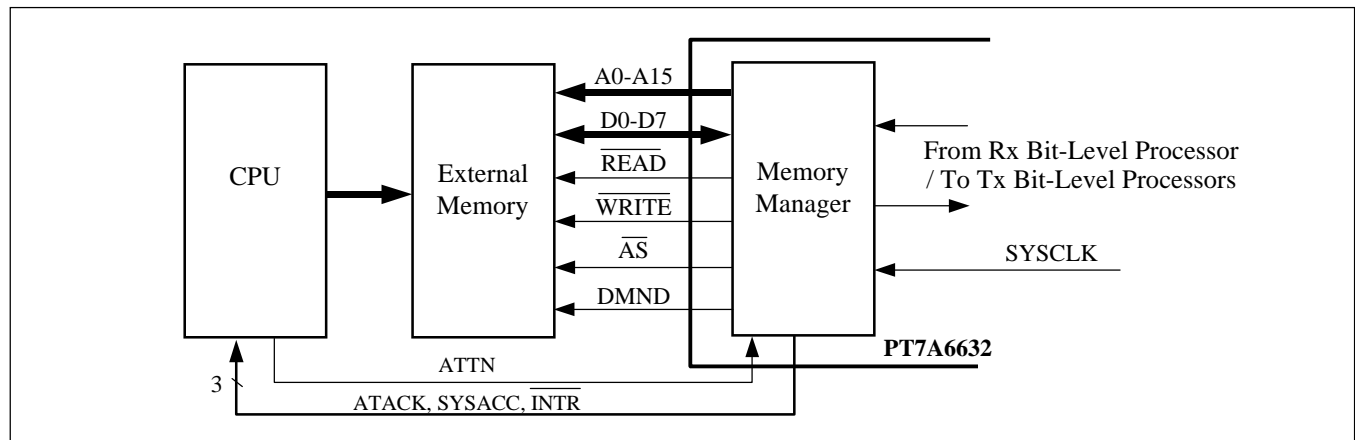 A0-A15
D0-D7
CPU
External
Memory
READ
WRITE
AS
DMND
Memory
Manager
From Rx Bit-Level Processor
/ To Tx Bit-Level Processors
SYSCLK
PT7A6632
ATTN
3
ATACK, SYSACC, INTR